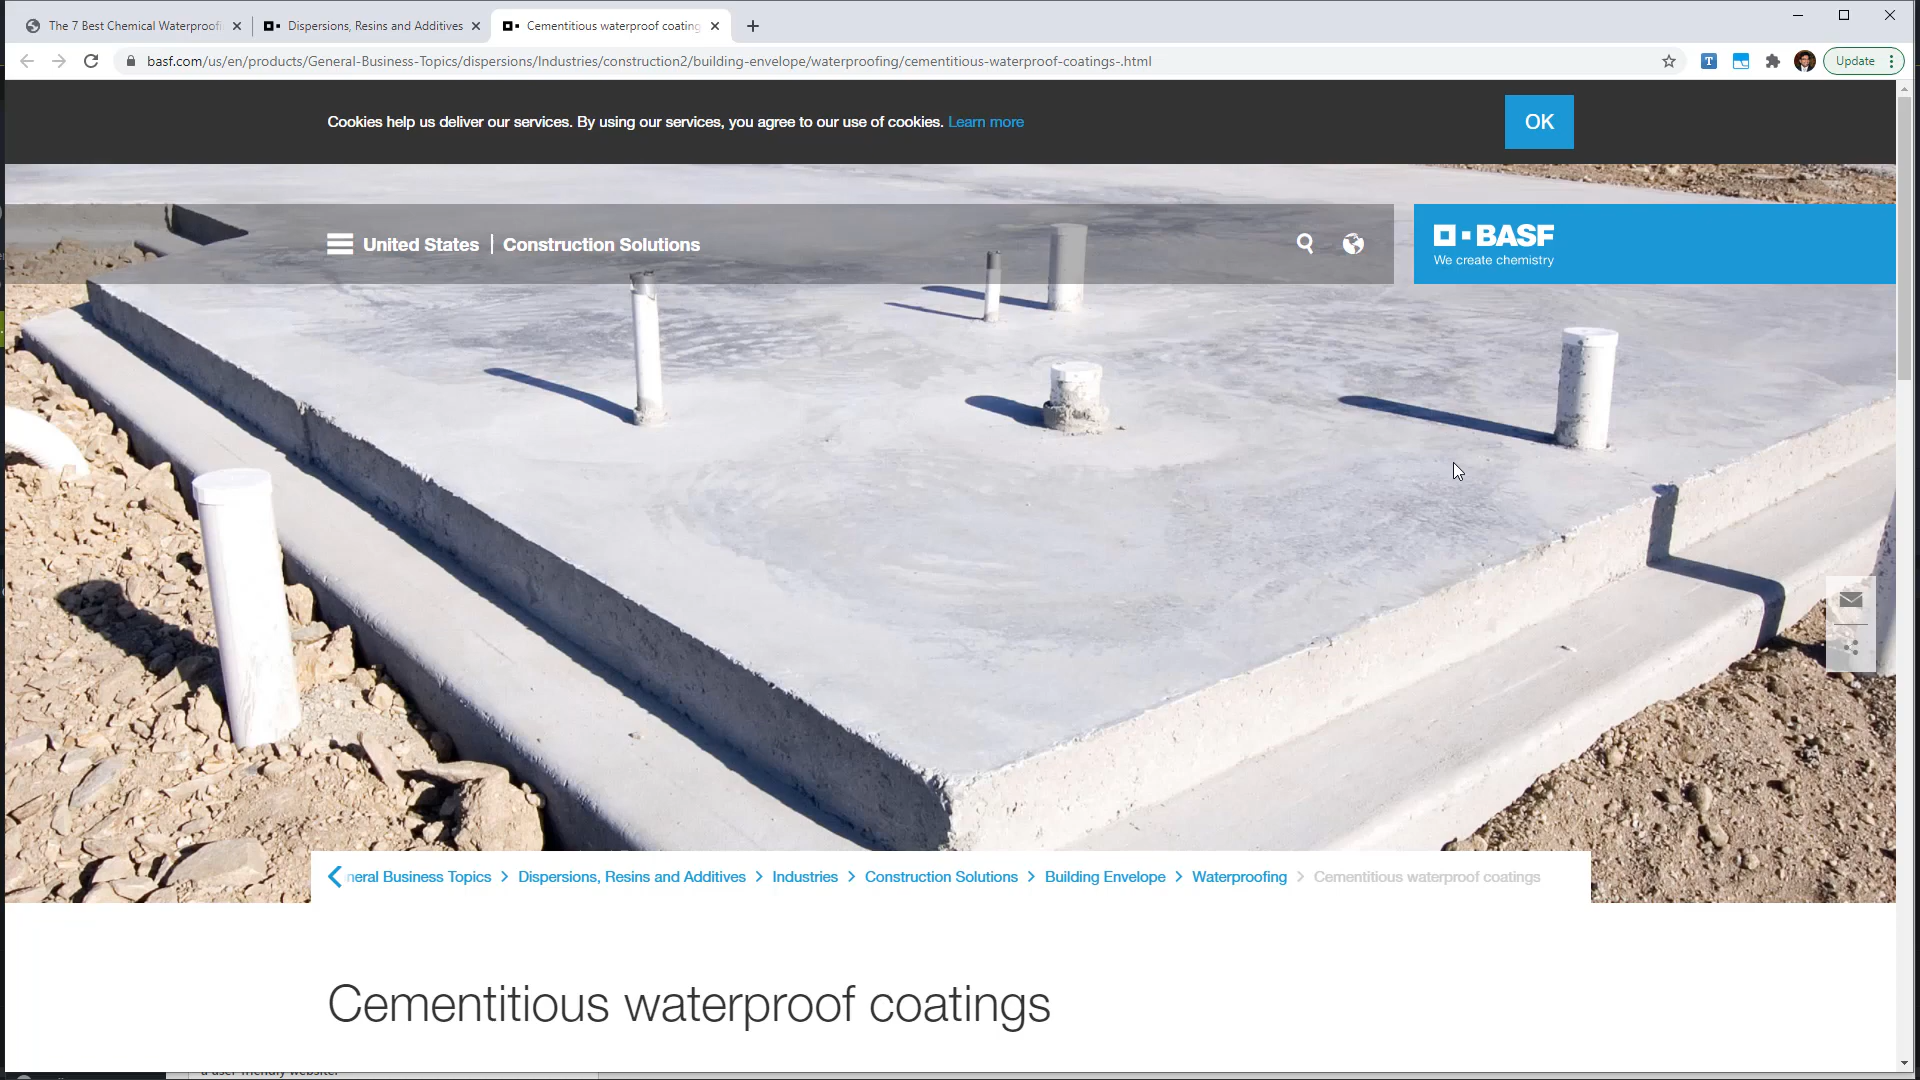 The 7 Best Chemical Waterproofi
Dispersions, Resins and Additives
Cementitious waterproof coating
basf.com/us/en/products/General-Business-Topics/dispersions/Industries/construction2/building-envelope/waterproofing/cementitious-waterproof-coatings-.html
T
Update
Cookies help us deliver our services. By using our services, you agree to our use of cookies. Learn more
OK
United States | Construction Solutions
BASF
We create chemistry
neral Business Topics > Dispersions, Resins and Additives > Industries > Construction Solutions > Building Envelope > Waterproofing > Cementitious waterproof coatings
Cementitious waterproof coatings
a user-friendly website.